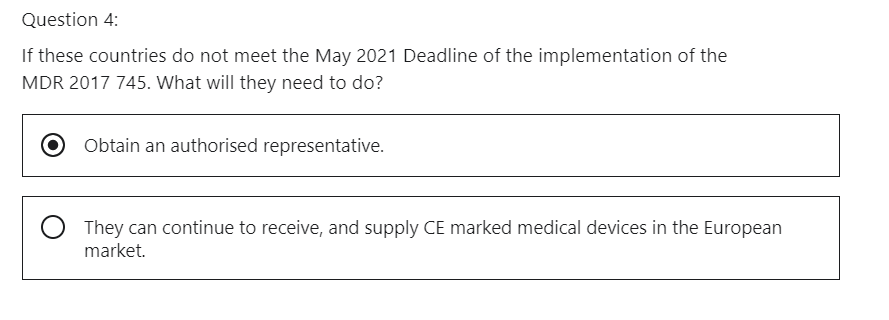 Question 4:
If these countries do not meet the May 2021 Deadline of the implementation of the
MDR 2017 745. What will they need to do?
Obtain an authorised representative.
They can continue to receive, and supply CE marked medical devices in the European
market.